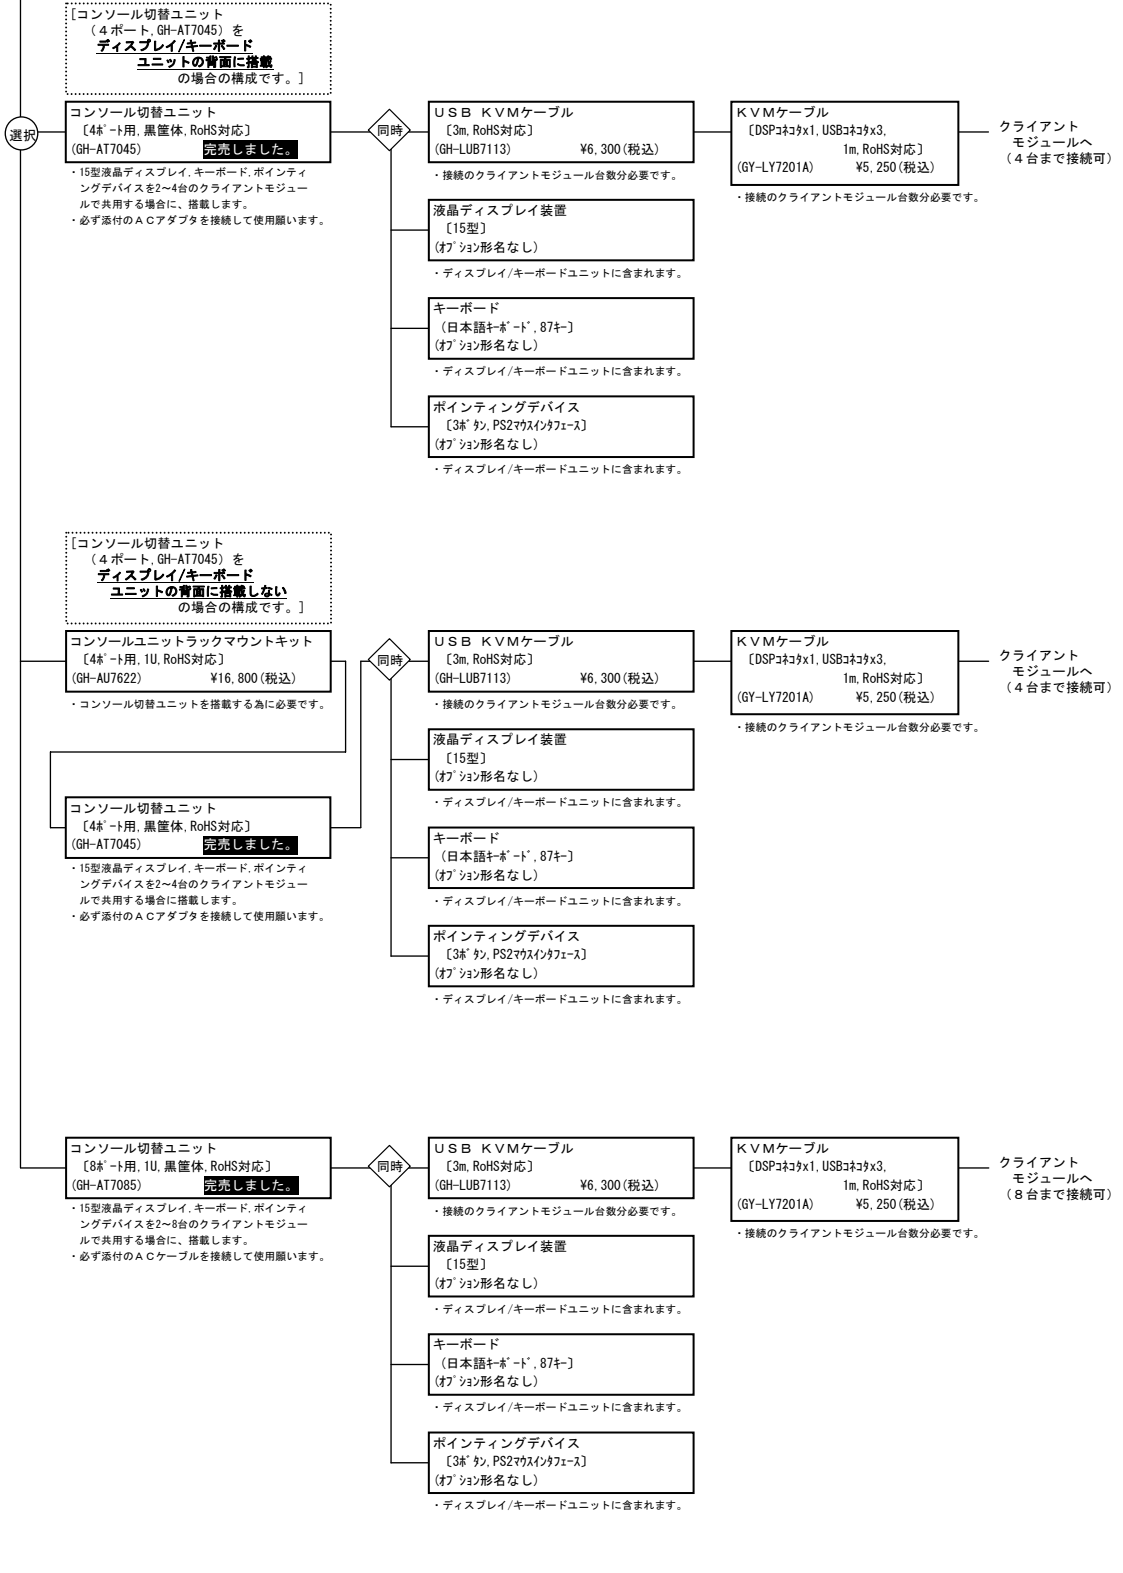 [コンソール切替ユニット
（４ポート,GH-AT7045）を
ディスプレイ/キーボード
ユニットの背面に搭載
の場合の構成です。]
選択
コンソール切替ユニット
〔4ﾎﾟｰﾄ用,黒筐体,RoHS対応〕
(GH-AT7045) 完売しました。
・15型液晶ディスプレイ,キーボード,ポインティ
ングデバイスを2～4台のクライアントモジュー
ルで共用する場合に、搭載します。
・必ず添付のＡＣアダプタを接続して使用願います。
同時
ＵＳＢ ＫＶＭケーブル
〔3m,RoHS対応〕
(GH-LUB7113) ¥6,300(税込)
・接続のクライアントモジュール台数分必要です。
ＫＶＭケーブル
〔DSPｺﾈｸﾀx1,USBｺﾈｸﾀx3,
1m,RoHS対応〕
(GY-LY7201A) ¥5,250(税込)
・接続のクライアントモジュール台数分必要です。
クライアント
モジュールへ
（４台まで接続可）
液晶ディスプレイ装置
〔15型〕
(ｵﾌﾟｼｮﾝ形名なし)
・ディスプレイ/キーボードユニットに含まれます。
キーボード
（日本語ｷｰﾎﾞｰﾄﾞ,87ｷｰ〕
(ｵﾌﾟｼｮﾝ形名なし)
・ディスプレイ/キーボードユニットに含まれます。
ポインティングデバイス
〔3ﾎﾞﾀﾝ,PS2ﾏｳｽｲﾝﾀﾌｪｰｽ〕
(ｵﾌﾟｼｮﾝ形名なし)
・ディスプレイ/キーボードユニットに含まれます。
[コンソール切替ユニット
（４ポート,GH-AT7045）を
ディスプレイ/キーボード
ユニットの背面に搭載しない
の場合の構成です。]
コンソールユニットラックマウントキット
〔4ﾎﾟｰﾄ用,1U,RoHS対応〕
(GH-AU7622) ¥16,800(税込)
・コンソール切替ユニットを搭載する為に必要です。
コンソール切替ユニット
〔4ﾎﾟｰﾄ用,黒筐体,RoHS対応〕
(GH-AT7045) 完売しました。
・15型液晶ディスプレイ,キーボード,ポインティ
ングデバイスを2～4台のクライアントモジュー
ルで共用する場合に搭載します。
・必ず添付のＡＣアダプタを接続して使用願います。
同時
ＵＳＢ ＫＶＭケーブル
〔3m,RoHS対応〕
(GH-LUB7113) ¥6,300(税込)
・接続のクライアントモジュール台数分必要です。
ＫＶＭケーブル
〔DSPｺﾈｸﾀx1,USBｺﾈｸﾀx3,
1m,RoHS対応〕
(GY-LY7201A) ¥5,250(税込)
・接続のクライアントモジュール台数分必要です。
クライアント
モジュールへ
（４台まで接続可）
液晶ディスプレイ装置
〔15型〕
(ｵﾌﾟｼｮﾝ形名なし)
・ディスプレイ/キーボードユニットに含まれます。
キーボード
（日本語ｷｰﾎﾞｰﾄﾞ,87ｷｰ〕
(ｵﾌﾟｼｮﾝ形名なし)
・ディスプレイ/キーボードユニットに含まれます。
ポインティングデバイス
〔3ﾎﾞﾀﾝ,PS2ﾏｳｽｲﾝﾀﾌｪｰｽ〕
(ｵﾌﾟｼｮﾝ形名なし)
・ディスプレイ/キーボードユニットに含まれます。
コンソール切替ユニット
〔8ﾎﾟｰﾄ用,1U,黒筐体,RoHS対応〕
(GH-AT7085) 完売しました。
・15型液晶ディスプレイ,キーボード,ポインティ
ングデバイスを2～8台のクライアントモジュー
ルで共用する場合に、搭載します。
・必ず添付のＡＣケーブルを接続して使用願います。
同時
ＵＳＢ ＫＶＭケーブル
〔3m,RoHS対応〕
(GH-LUB7113) ¥6,300(税込)
・接続のクライアントモジュール台数分必要です。
ＫＶＭケーブル
〔DSPｺﾈｸﾀx1,USBｺﾈｸﾀx3,
1m,RoHS対応〕
(GY-LY7201A) ¥5,250(税込)
・接続のクライアントモジュール台数分必要です。
クライアント
モジュールへ
（８台まで接続可）
液晶ディスプレイ装置
〔15型〕
(ｵﾌﾟｼｮﾝ形名なし)
・ディスプレイ/キーボードユニットに含まれます。
キーボード
（日本語ｷｰﾎﾞｰﾄﾞ,87ｷｰ〕
(ｵﾌﾟｼｮﾝ形名なし)
・ディスプレイ/キーボードユニットに含まれます。
ポインティングデバイス
〔3ﾎﾞﾀﾝ,PS2ﾏｳｽｲﾝﾀﾌｪｰｽ〕
(ｵﾌﾟｼｮﾝ形名なし)
・ディスプレイ/キーボードユニットに含まれます。